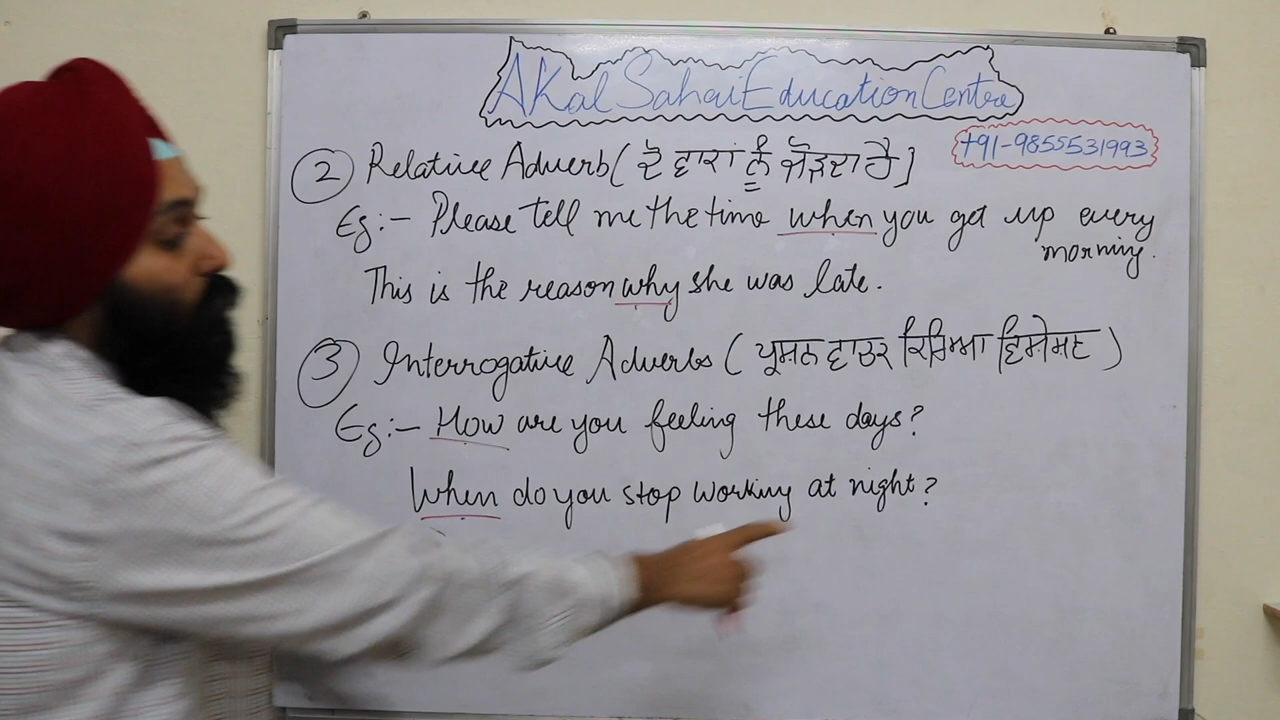 AKal Sahai Education Centre
+91-9855531993
② Relative Adverb ( ਦੋ ਵਾਕਾਂ ਨੂੰ ਜੋੜਦਾ ਹੈ ]
Eg:- Please tell me the time when you get up every
morning.
This is the reason why she was late.
③ Interrogative Adverbs ( ਪ੍ਰਸ਼ਨ ਵਾਚਕ ਕਿਰਿਆ ਵਿਸ਼ੇਸ਼ਣ )
Eg:- How are you feeling these days?
When do you stop working at night?